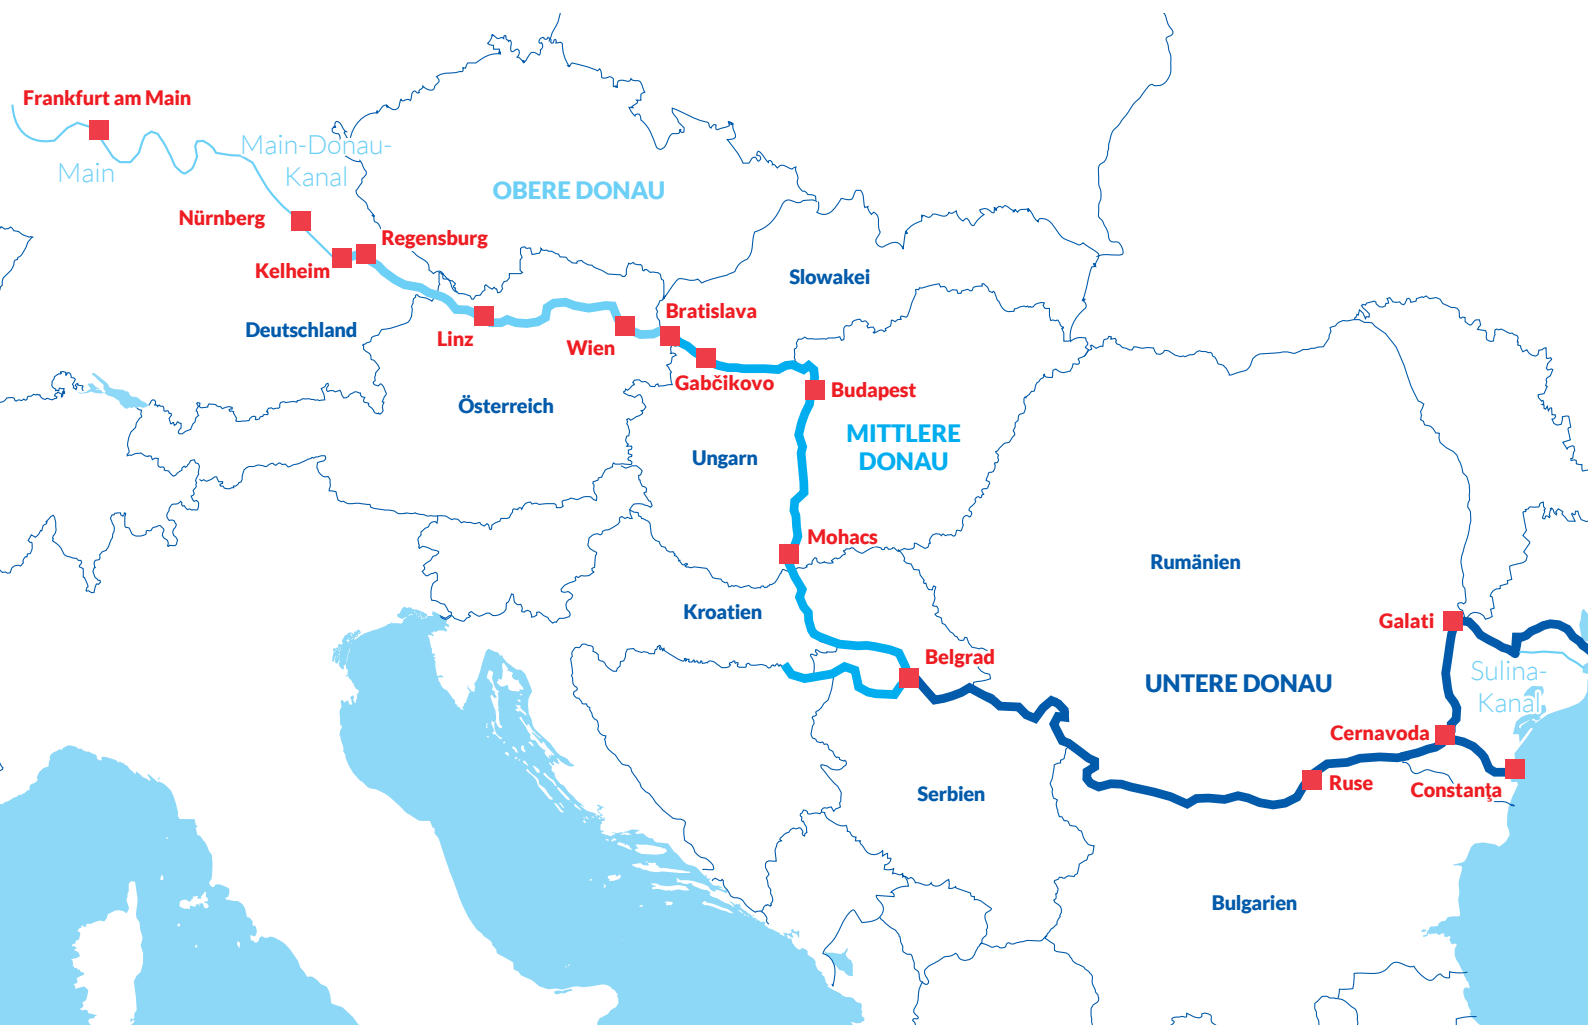 Frankfurt am Main
Main-Donau-
Kanal
Main
OBERE DONAU
Nürnberg
Regensburg
Kelheim
Slowakei
Bratislava
Deutschland
Linz
Wien
Gabčikovo
Budapest
Österreich
MITTLERE
DONAU
Ungarn
Mohacs
Rumänien
Kroatien
Galati
Belgrad
Sulina-
Kanal
UNTERE DONAU
Cernavoda
Ruse
Constanţa
Serbien
Bulgarien